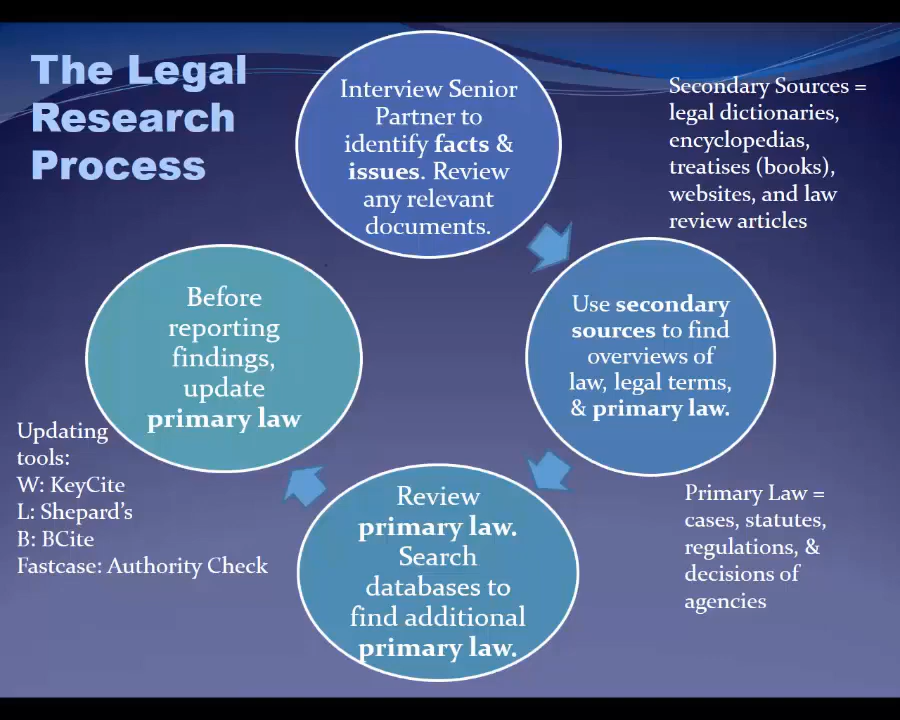 The Legal
Research
Process
Interview Senior
Partner to
identify facts &
issues. Review
any relevant
documents.
Secondary Sources =
legal dictionaries,
encyclopedias,
treatises (books),
websites, and law
review articles
Use secondary
sources to find
overviews of
law, legal terms,
& primary law.
Primary Law =
cases, statutes,
regulations, &
decisions of
agencies
Review
primary law.
Search
databases to
find additional
primary law.
Before
reporting
findings,
update
primary law
Updating
tools:
W: KeyCite
L: Shepard's
B: BCite
Fastcase: Authority Check